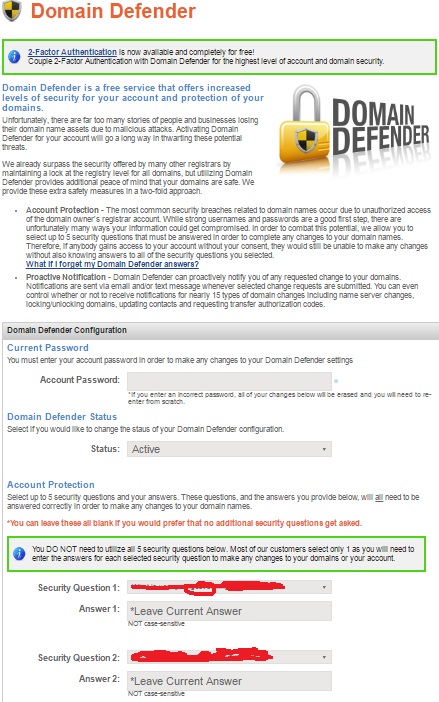 Domain Defender
2-Factor Authentication is now available and completely for free!
Couple 2-Factor Authentication with Domain Defender for the highest level of account and domain security.
Domain Defender is a free service that offers increased
levels of security for your account and protection of your
domains.
DOMAIN
DEFENDER
Unfortunately, there are far too many stories of people and businesses losing
their domain name assets due to malicious attacks. Activating Domain
Defender for your account will go a long way in thwarting these potential
threats.
We already surpass the security offered by many other registrars by
maintaining a lock at the registry level for all domains, but utilizing Domain
Defender provides additional peace of mind that your domains are safe. We
provide these extra safety measures in a two-fold approach.
• Account Protection - The most common security breaches related to domain names occur due to unauthorized access
of the domain owner's registrar account. While strong usernames and passwords are a good first step, there are
unfortunately many ways your information could get compromised. In order to combat this potential, we allow you to
select up to 5 security questions that must be answered in order to complete any changes to your domain names.
Therefore, if anybody gains access to your account without your consent, they would still be unable to make any changes
without also knowing answers to all of the security questions you selected.
What if I forget my Domain Defender answers?
• Proactive Notification - Domain Defender can proactively notify you of any requested change to your domains.
Notifications are sent via email and/or text message whenever selected change requests are submitted. You can even
control whether or not to receive notifications for nearly 15 types of domain changes including name server changes,
locking/unlocking domains, updating contacts and requesting transfer authorization codes.
Domain Defender Configuration
Current Password
You must enter your account password in order to make any changes to your Domain Defender settings
Account Password: *
*If you enter an incorrect password, all of your changes below will be erased and you will need to re-
enter from scratch.
Domain Defender Status
Select if you would like to change the staus of your Domain Defender configuration.
Status: Active
Account Protection
Select up to 5 security questions and your answers. These questions, and the answers you provide below, will all need to be
answered correctly in order to make any changes to your domain names.
*You can leave these all blank if you would prefer that no additional security questions get asked.
You DO NOT need to utilize all 5 security questions below. Most of our customers select only 1 as you will need to
enter the answers for each selected security question to make any changes to your domains or your account.
Security Question 1:
Answer 1: *Leave Current Answer
NOT case-sensitive
Security Question 2:
Answer 2: *Leave Current Answer
NOT case-sensitive